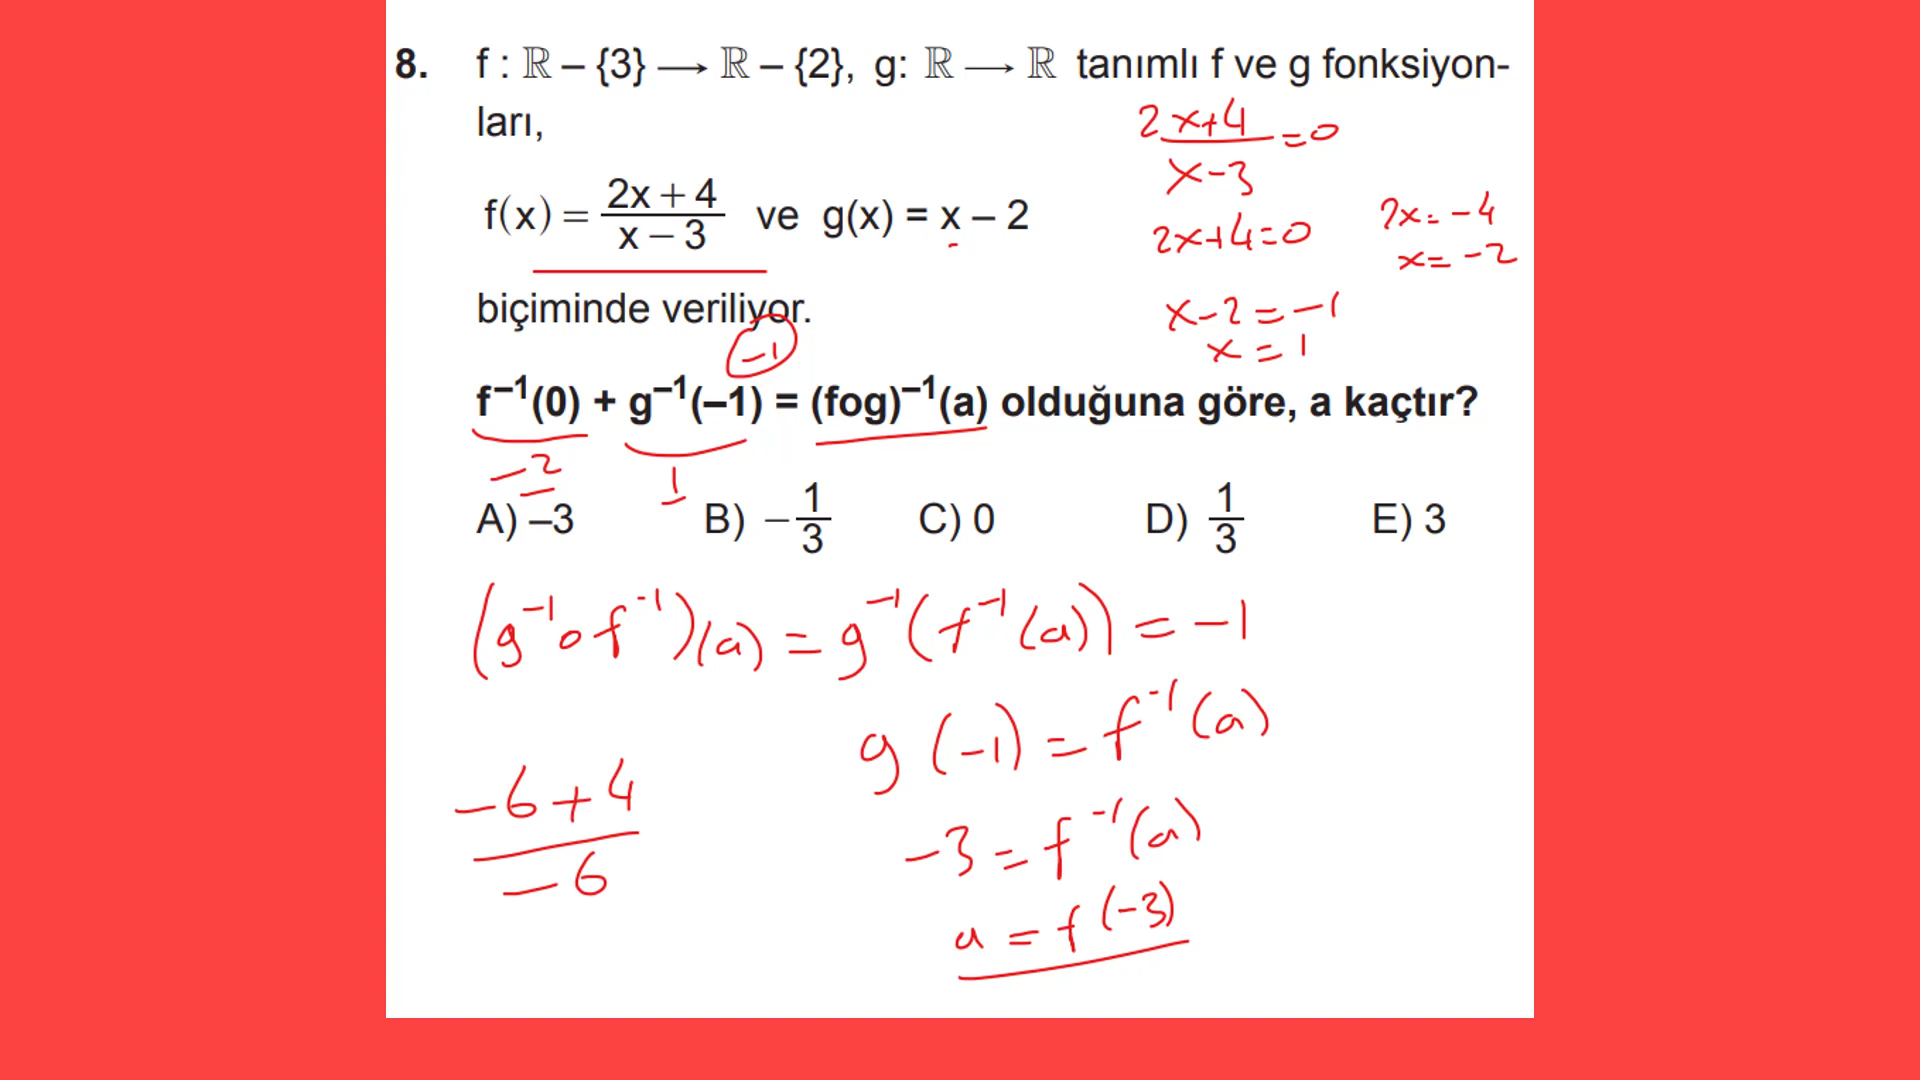 8. f : ℝ – {3} ⟶ ℝ – {2}, g: ℝ ⟶ ℝ tanımlı f ve g fonksiyon-
ları,
f(x) = (2x + 4)/(x – 3) ve g(x) = x – 2
biçiminde veriliyor.
f⁻¹(0) + g⁻¹(–1) = (fog)⁻¹(a) olduğuna göre, a kaçtır?
A) –3 B) –1/3 C) 0 D) 1/3 E) 3
(2x+4)/(x-3) = 0
2x+4=0
2x = -4
x = -2
x-2 = -1
x = 1
-1
-2
1
(g⁻¹of⁻¹)(a) = g⁻¹(f⁻¹(a)) = -1
g(-1) = f⁻¹(a)
-3 = f⁻¹(a)
a = f(-3)
(-6+4)/(-6)